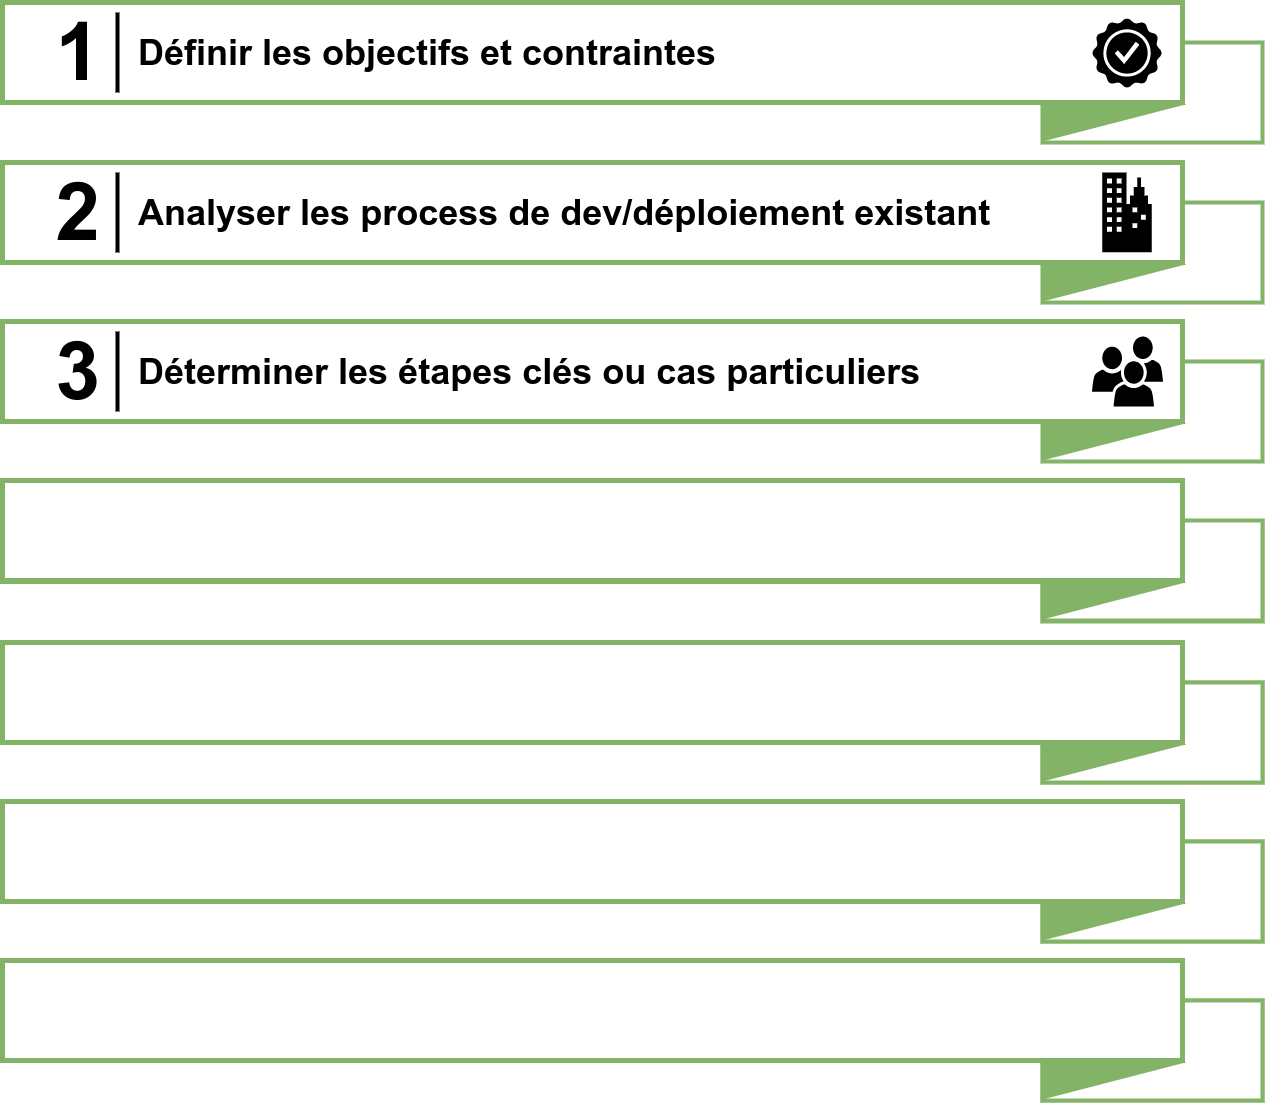 1 Définir les objectifs et contraintes
2 Analyser les process de dev/déploiement existant
3 Déterminer les étapes clés ou cas particuliers